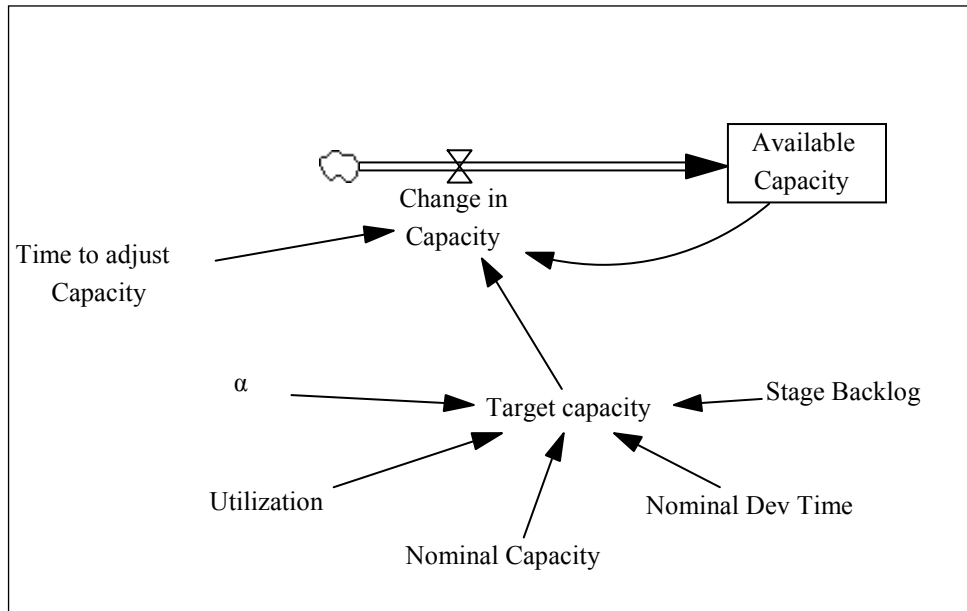 Available
Capacity
Change in
Capacity
Time to adjust
Capacity
α
Target capacity
Stage Backlog
Utilization
Nominal Dev Time
Nominal Capacity